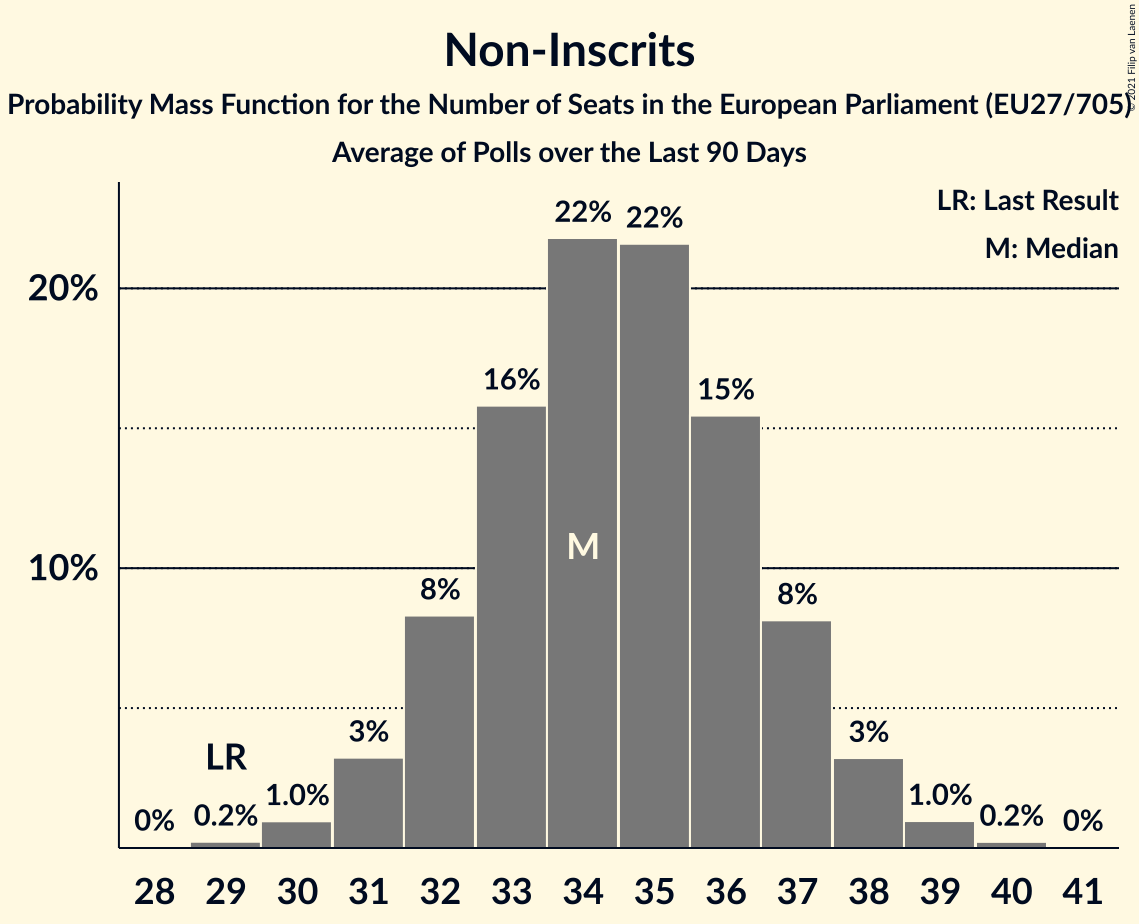 Non-Inscrits
Probability Mass Function for the Number of Seats in the European Parliament (EU27/705)
Average of Polls over the Last 90 Days
© 2021 Filip van Laenen
LR: Last Result
M: Median
20%
10%
0%
0.2%
1.0%
3%
8%
16%
22%
22%
15%
8%
3%
1.0%
0.2%
0%
LR
M
28 29 30 31 32 33 34 35 36 37 38 39 40 41